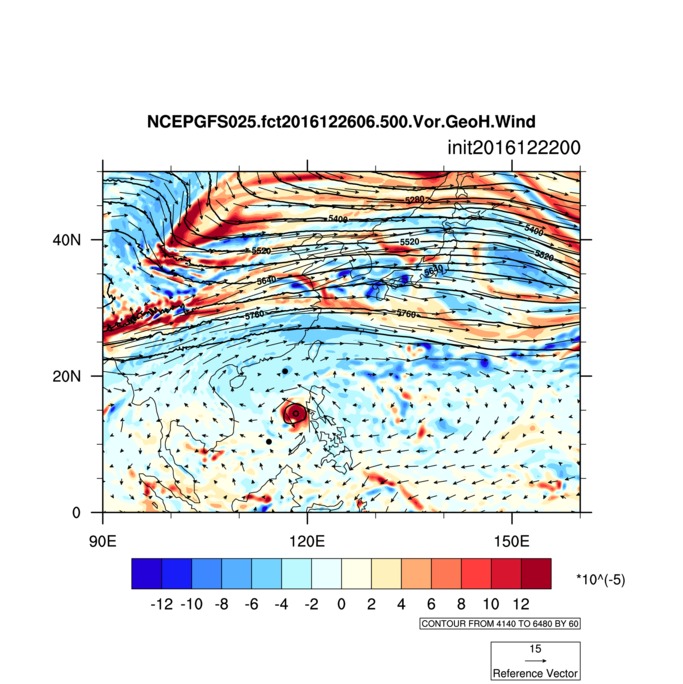 NCEPGFS025.fct2016122606.500.Vor.GeoH.Wind
init2016122200
5280
5400
5400
40N
5520
5520
5520
5640
5640
5760
5760
20N
0
90E 120E 150E
-12 -10 -8 -6 -4 -2 0 2 4 6 8 10 12
*10^(-5)
CONTOUR FROM 4140 TO 6480 BY 60
15
Reference Vector